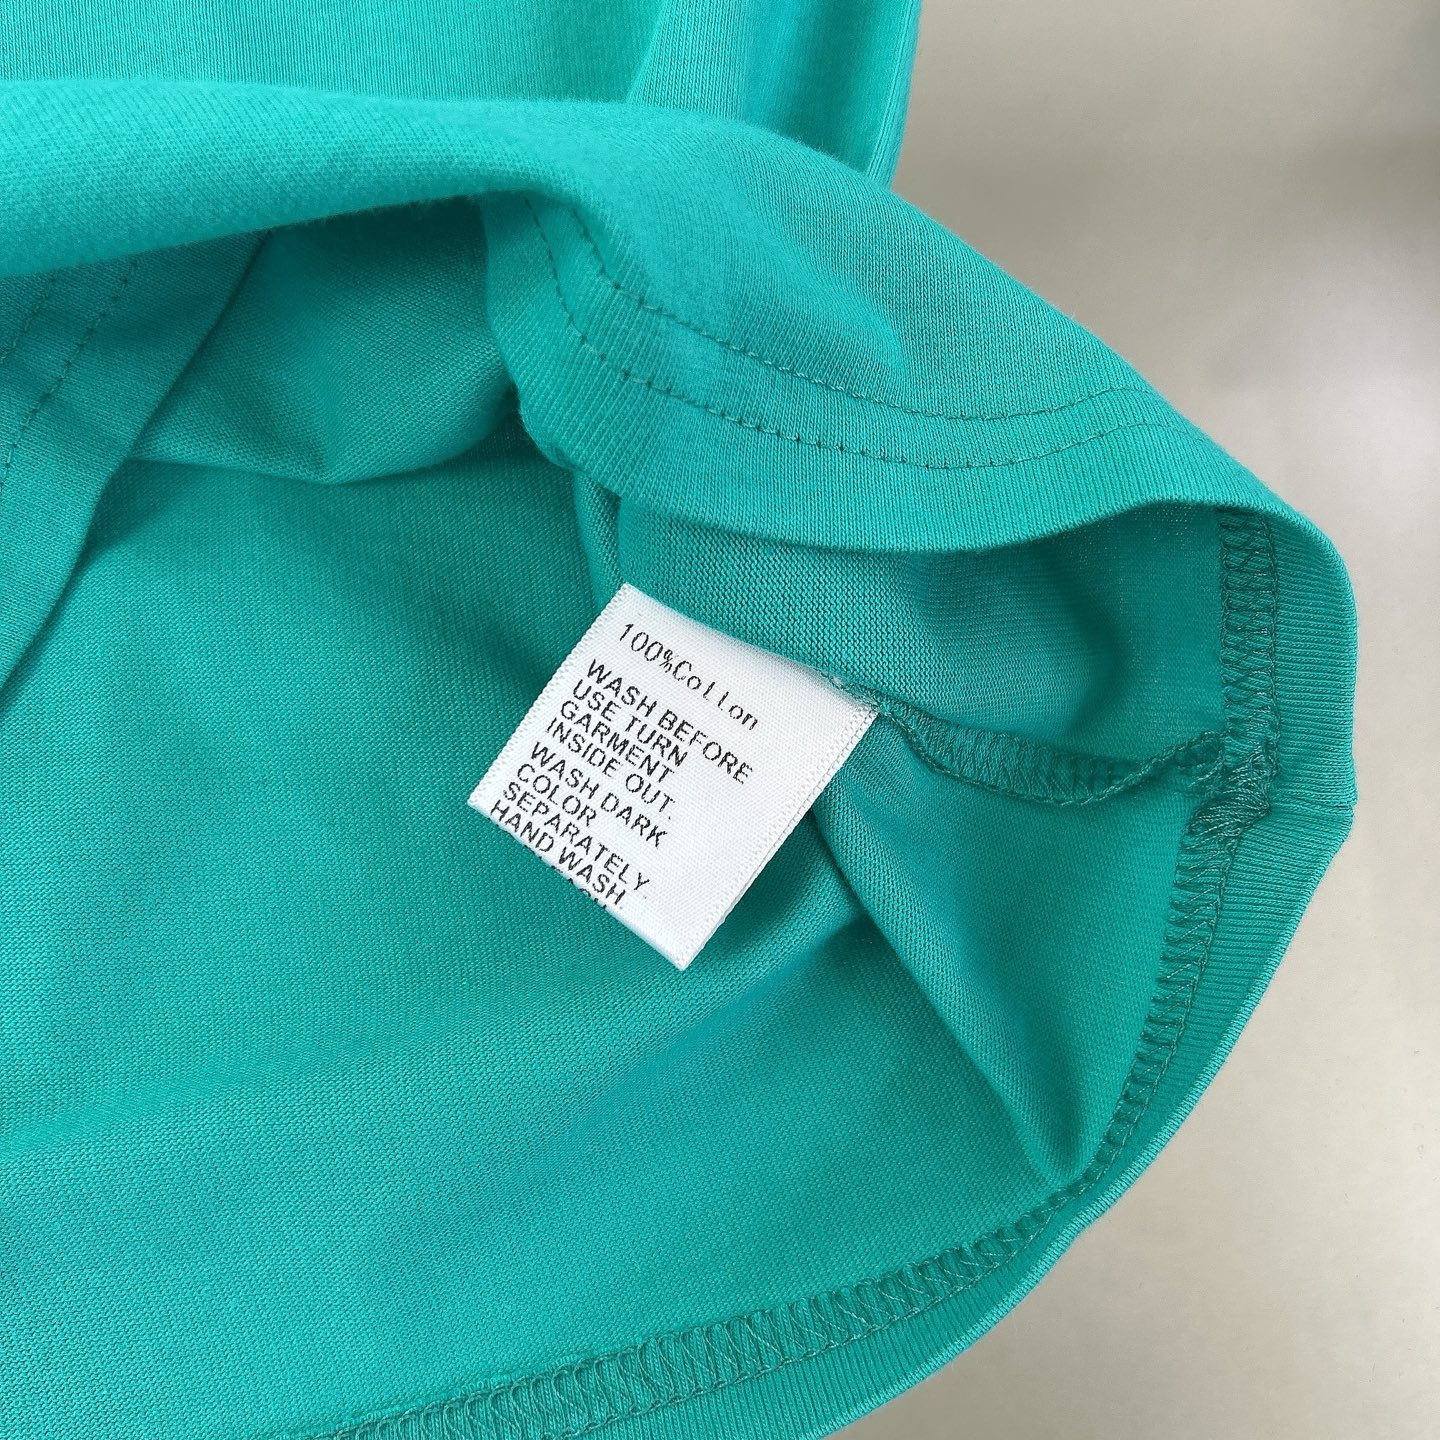 100%Cotton
WASH BEFORE
USE TURN
GARMENT
INSIDE OUT.
WASH DARK
COLOR
SEPARATELY
HAND WASH.